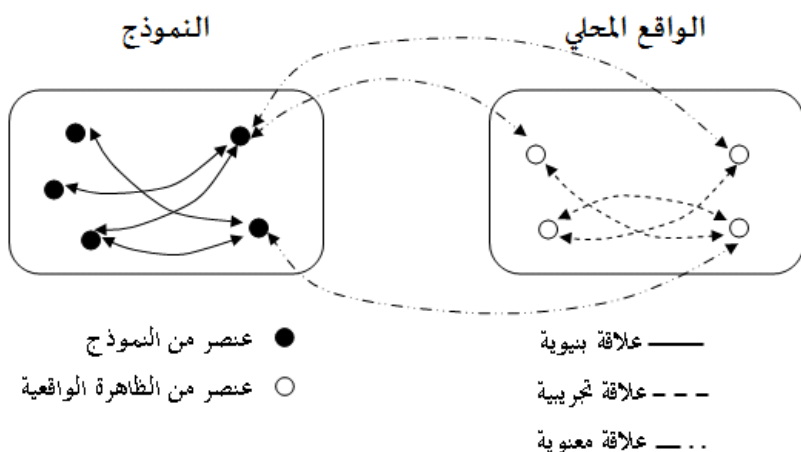 الواقع المحلي
النموذج
علاقة بنيوية
علاقة تجريبية
علاقة معنوية
عنصر من النموذج
عنصر من الظاهرة الواقعية